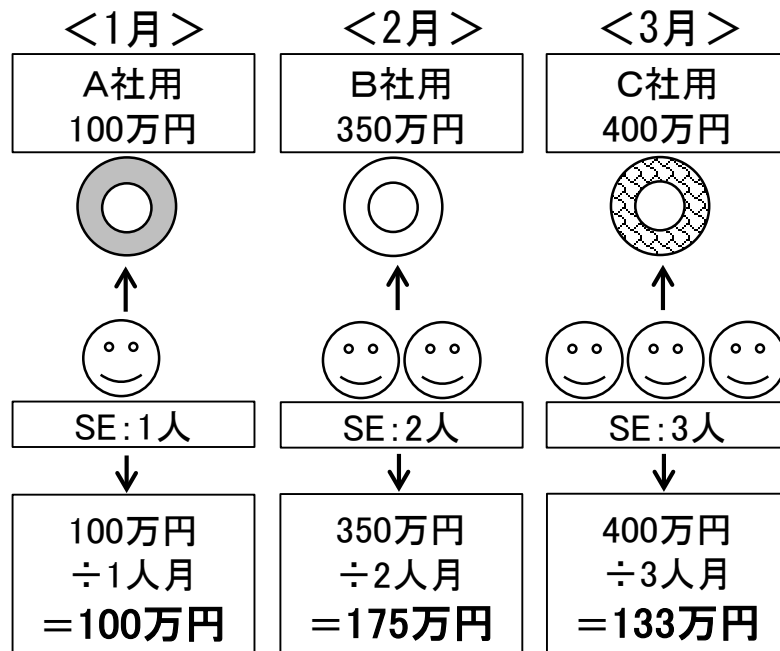 ＜1月＞
A社用
100万円
SE:1人
100万円
÷1人月
=100万円
＜2月＞
B社用
350万円
SE:2人
350万円
÷2人月
=175万円
＜3月＞
C社用
400万円
SE:3人
400万円
÷3人月
=133万円